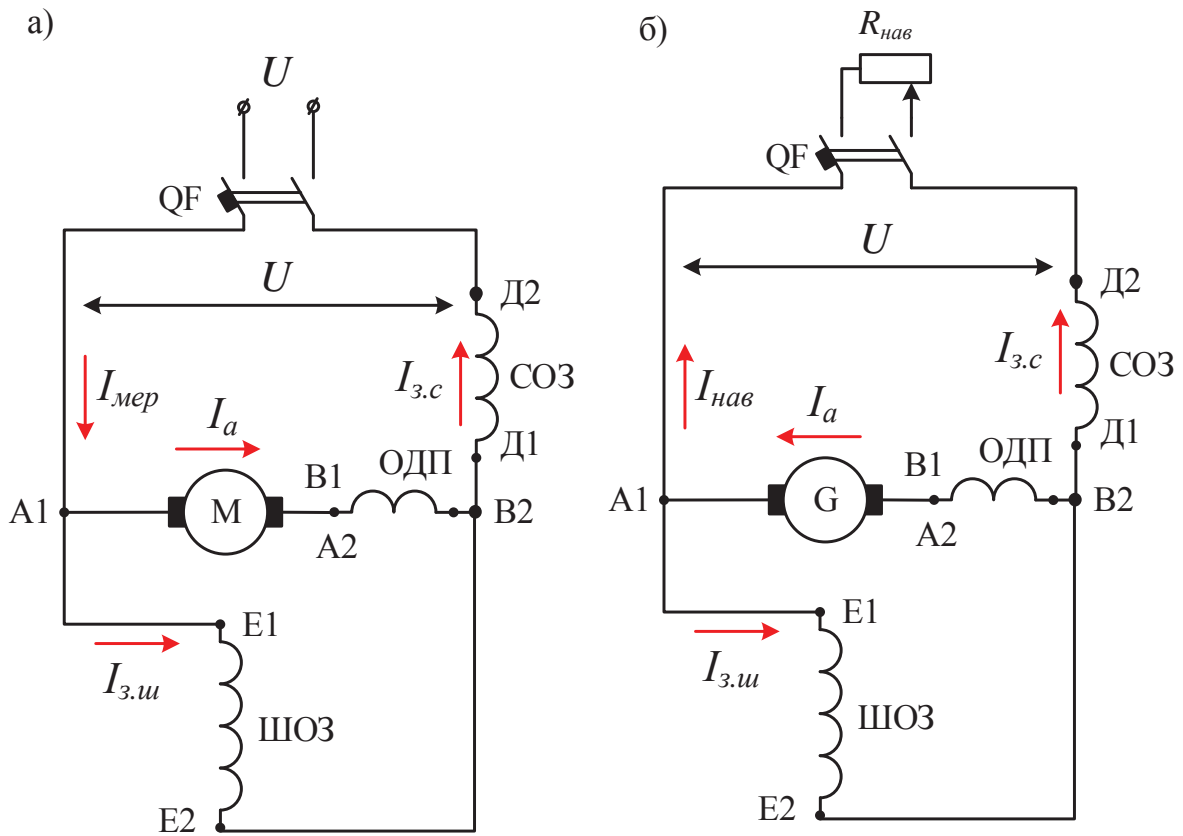 а)
U
QF
U
Д2
СОЗ
I з.с
I мер
I а
Д1
ОДП
В1
А1
М
В2
А2
Е1
I з.ш
ШОЗ
Е2
б)
R нав
QF
U
Д2
СОЗ
I з.с
I нав
I а
Д1
ОДП
В1
А1
G
В2
А2
Е1
I з.ш
ШОЗ
Е2